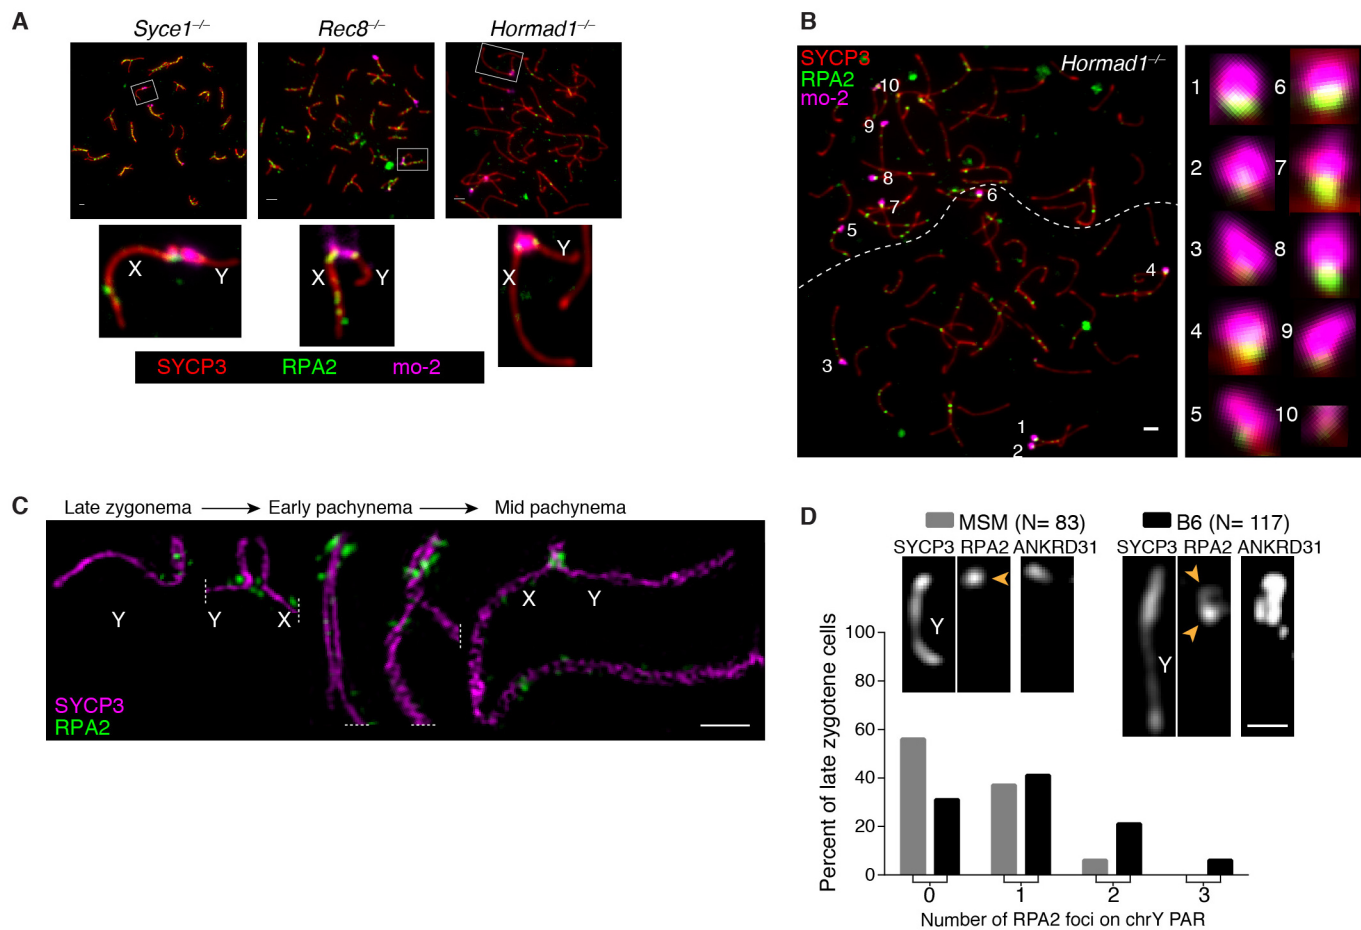 A
Syce1–/–
Rec8–/–
Hormad1–/–
X
Y
X
Y
X
Y
SYCP3
RPA2
mo-2
B
SYCP3
RPA2
mo-2
Hormad1–/–
10
9
8
7
6
5
4
3
1
2
1
6
2
7
3
8
4
9
5
10
C
Late zygonema
Early pachynema
Mid pachynema
Y
Y
X
X
Y
SYCP3
RPA2
D
MSM (N= 83)
B6 (N= 117)
SYCP3 RPA2 ANKRD31
SYCP3 RPA2 ANKRD31
Y
Y
Percent of late zygotene cells
100
80
60
40
20
0
0
1
2
3
Number of RPA2 foci on chrY PAR